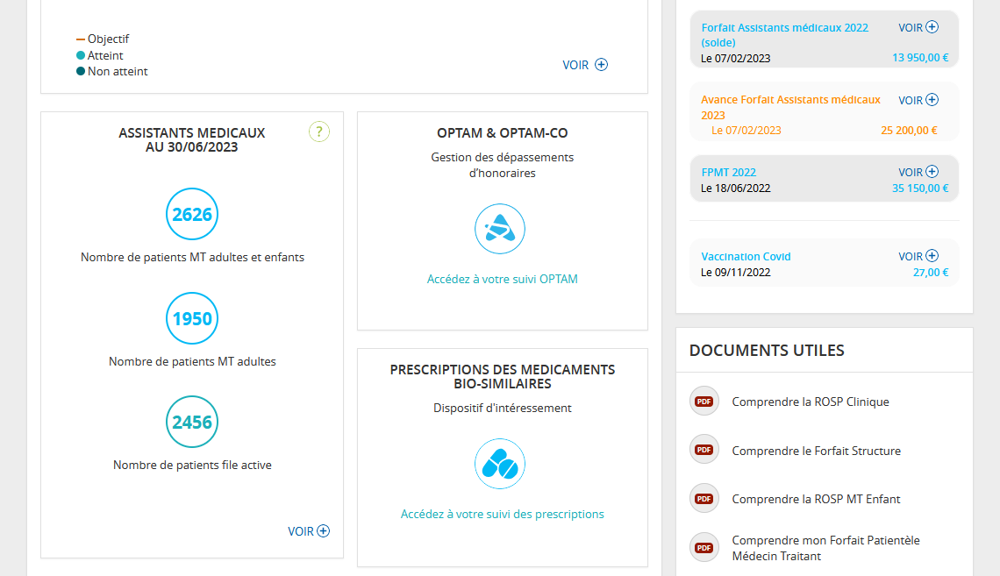 Objectif
Atteint
Non atteint
VOIR
ASSISTANTS MEDICAUX
AU 30/06/2023
?
2626
Nombre de patients MT adultes et enfants
1950
Nombre de patients MT adultes
2456
Nombre de patients file active
VOIR
OPTAM & OPTAM-CO
Gestion des dépassements
d’honoraires
Accédez à votre suivi OPTAM
PRESCRIPTIONS DES MEDICAMENTS
BIO-SIMILAIRES
Dispositif d'intéressement
Accédez à votre suivi des prescriptions
Forfait Assistants médicaux 2022 VOIR
(solde)
Le 07/02/2023 13 950,00 €
Avance Forfait Assistants médicaux VOIR
2023
Le 07/02/2023 25 200,00 €
FPMT 2022 VOIR
Le 18/06/2022 35 150,00 €
Vaccination Covid VOIR
Le 09/11/2022 27,00 €
DOCUMENTS UTILES
PDF Comprendre la ROSP Clinique
PDF Comprendre le Forfait Structure
PDF Comprendre la ROSP MT Enfant
PDF Comprendre mon Forfait Patientèle
Médecin Traitant